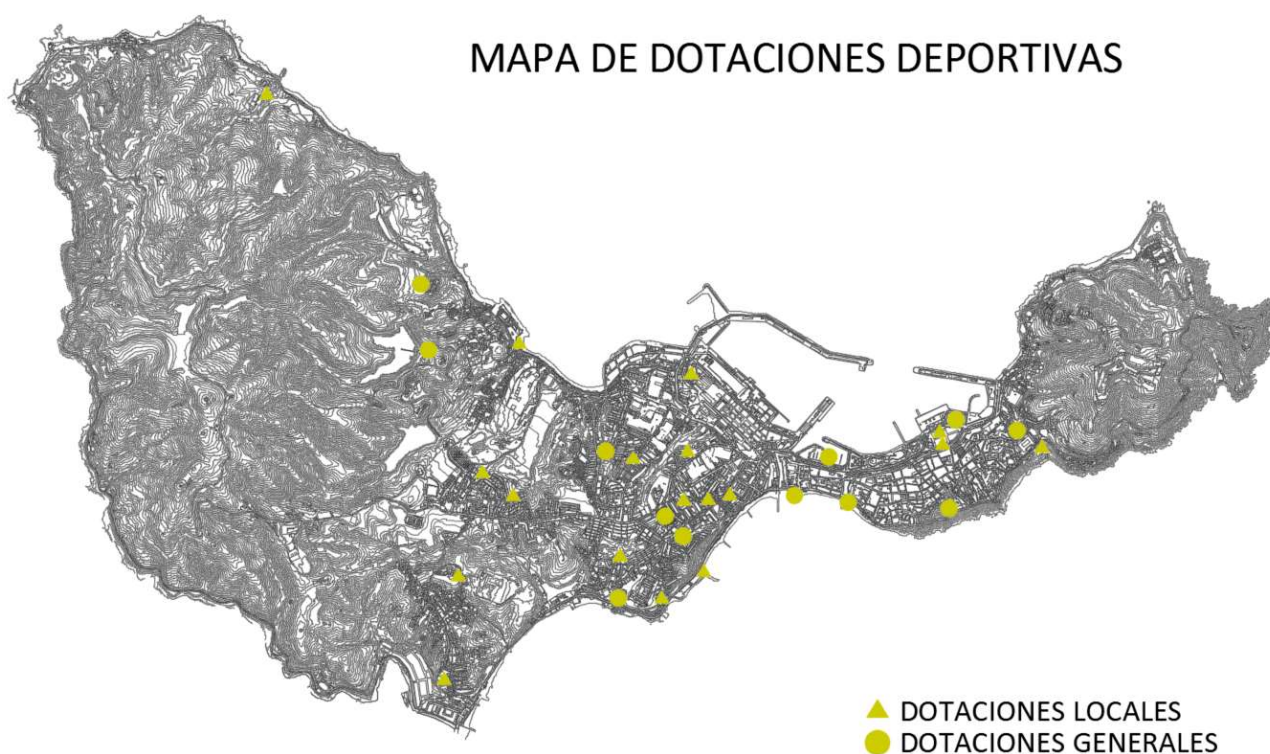 MAPA DE DOTACIONES DEPORTIVAS
DOTACIONES LOCALES
DOTACIONES GENERALES